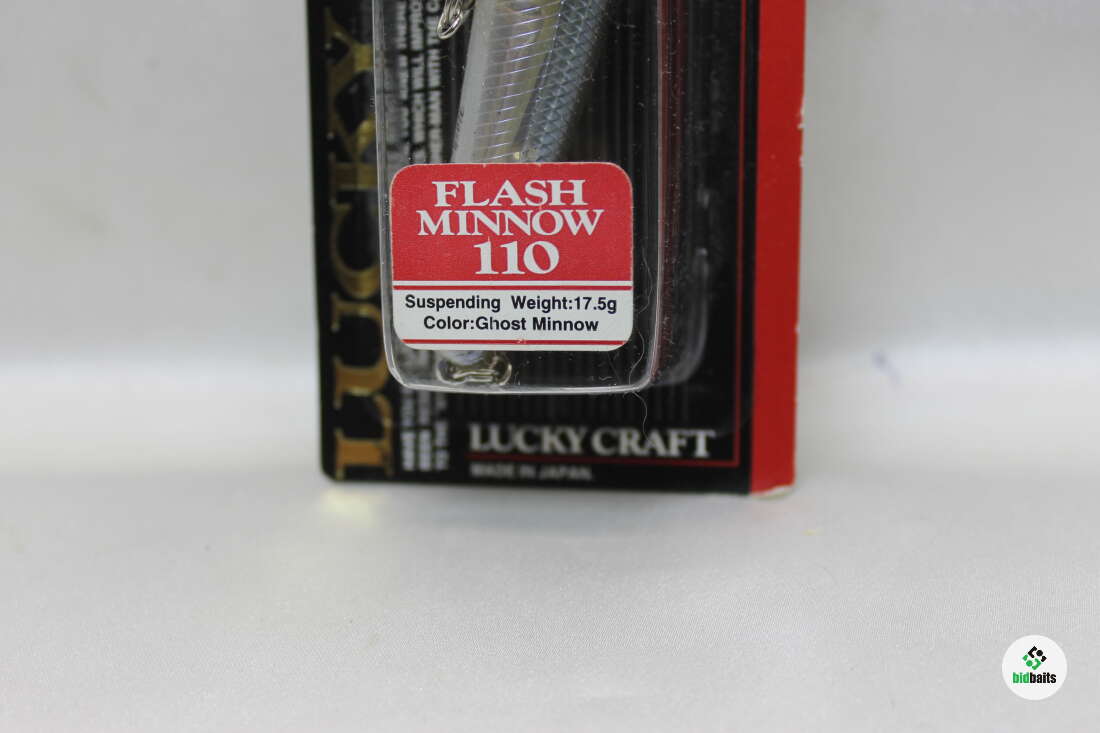 LUCKY
FLASH
MINNOW
110
Suspending Weight:17.5g
Color:Ghost Minnow
LUCKY CRAFT
MADE IN JAPAN.
bidbaits